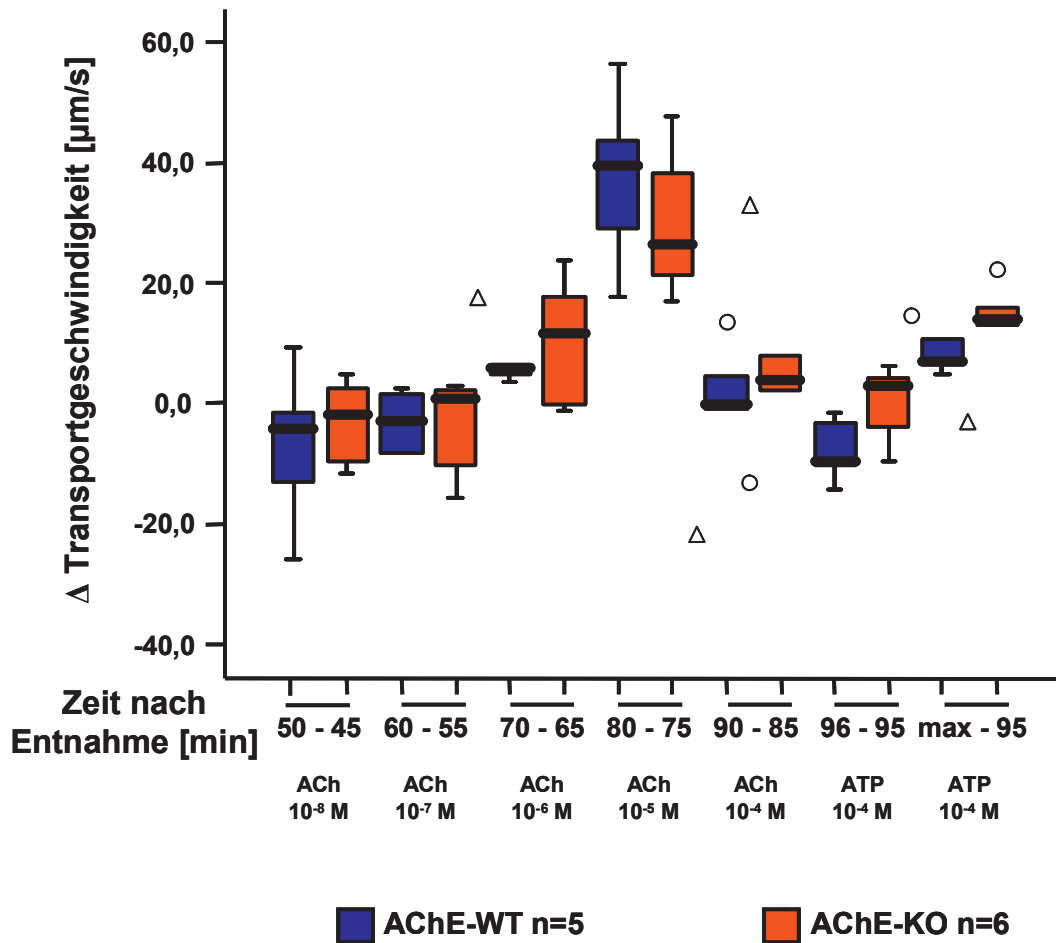 Δ Transportgeschwindigkeit [µm/s]
60,0
40,0
20,0
0,0
-20,0
-40,0
Zeit nach
Entnahme [min]
50 - 45 60 - 55 70 - 65 80 - 75 90 - 85 96 - 95 max - 95
ACh ACh ACh ACh ACh ATP ATP
10⁻⁸ M 10⁻⁷ M 10⁻⁶ M 10⁻⁵ M 10⁻⁴ M 10⁻⁴ M 10⁻⁴ M
AChE-WT n=5 AChE-KO n=6